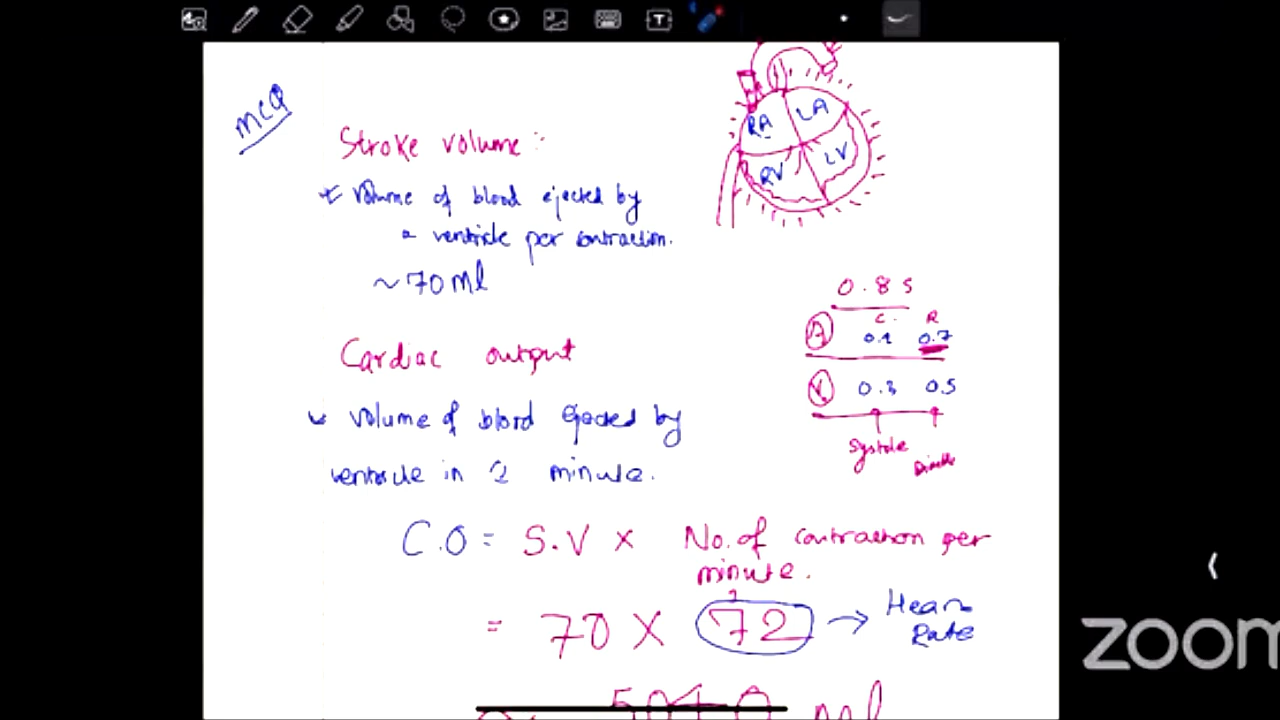 MCQ
RA LA
RV LV
Stroke volume :-
* Volume of blood ejected by
a ventricle per contraction.
~70 ml
0.8 s
C. R
A 0.1 0.7
V 0.3 0.5
Systole
Cardiac output
Volume of blood ejected by
ventricle in minute.
C.O = S.V × No. of contraction per
minute.
= 70 × 72 → Hear
Rate
5040 ml
zoom